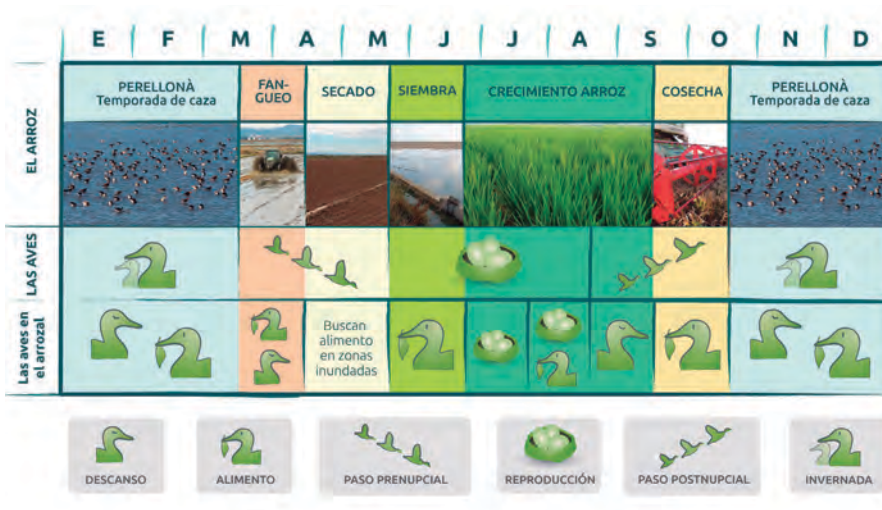 E F M A M J J A S O N D
EL ARROZ
PERELLONÀ
Temporada de caza
FAN-
GUEO
SECADO
SIEMBRA
CRECIMIENTO ARROZ
COSECHA
PERELLONÀ
Temporada de caza
LAS AVES
Las aves en
el arrozal
Buscan
alimento
en zonas
inundadas
DESCANSO
ALIMENTO
PASO PRENUPCIAL
REPRODUCCIÓN
PASO POSTNUPCIAL
INVERNADA